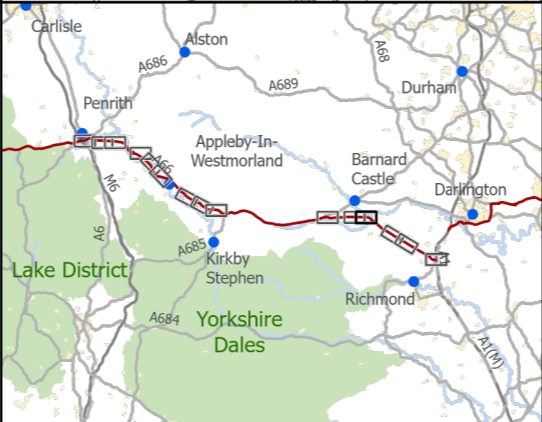 Carlisle
Alston
A68
A686
A689
Durham
Penrith
Appleby-In-
Westmorland
A66
Barnard
Castle
Darlington
M6
A6
A685
Kirkby
Stephen
Lake District
Richmond
A684
Yorkshire
Dales
A1(M)